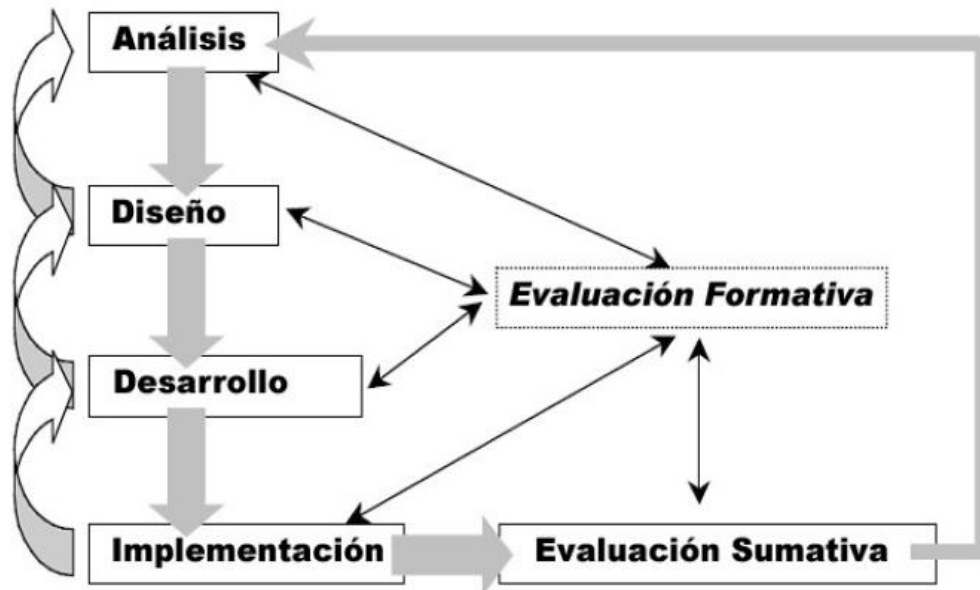 Análisis
Diseño
Evaluación Formativa
Desarrollo
Implementación
Evaluación Sumativa